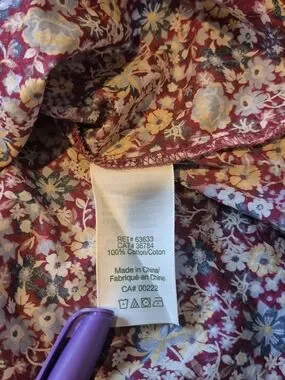 RET# 63633
CAT# 36784
100% Cotton/Coton
Made in China/
Fabriqué en Chine
CA# 00222